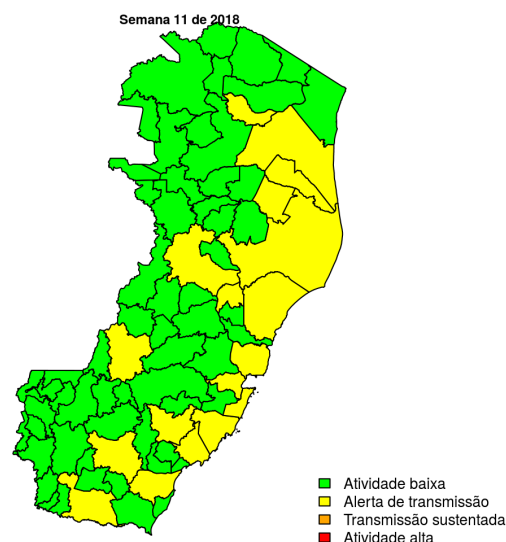 Semana 11 de 2018
Atividade baixa
Alerta de transmissão
Transmissão sustentada
Atividade alta